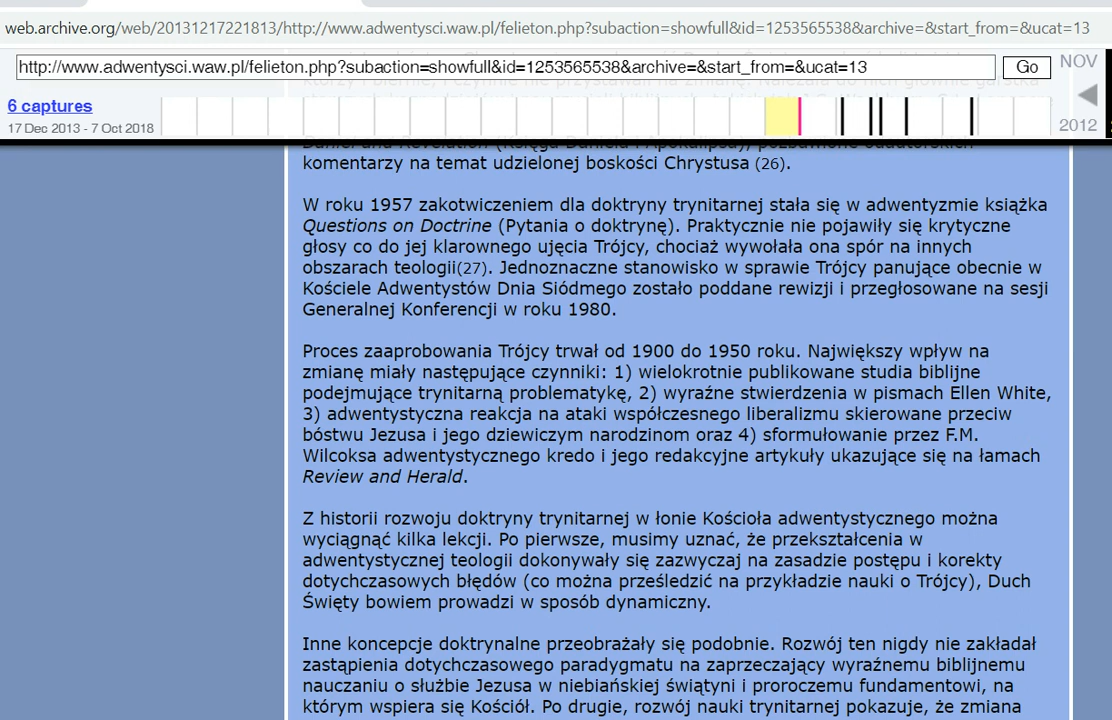 web.archive.org/web/20131217221813/http://www.adwentysci.waw.pl/felieton.php?subaction=showfull&id=1253565538&archive=&start_from=&ucat=13
http://www.adwentysci.waw.pl/felieton.php?subaction=showfull&id=1253565538&archive=&start_from=&ucat=13
Go
NOV
6 captures
17 Dec 2013 - 7 Oct 2018
2012
komentarzy na temat udzielonej boskości Chrystusa (26).
W roku 1957 zakotwiczeniem dla doktryny trynitarnej stała się w adwentyzmie książka
Questions on Doctrine (Pytania o doktrynę). Praktycznie nie pojawiły się krytyczne
głosy co do jej klarownego ujęcia Trójcy, chociaż wywołała ona spór na innych
obszarach teologii(27). Jednoznaczne stanowisko w sprawie Trójcy panujące obecnie w
Kościele Adwentystów Dnia Siódmego zostało poddane rewizji i przegłosowane na sesji
Generalnej Konferencji w roku 1980.
Proces zaaprobowania Trójcy trwał od 1900 do 1950 roku. Największy wpływ na
zmianę miały następujące czynniki: 1) wielokrotnie publikowane studia biblijne
podejmujące trynitarną problematykę, 2) wyraźne stwierdzenia w pismach Ellen White,
3) adwentystyczna reakcja na ataki współczesnego liberalizmu skierowane przeciw
bóstwu Jezusa i jego dziewiczym narodzinom oraz 4) sformułowanie przez F.M.
Wilcoksa adwentystycznego kredo i jego redakcyjne artykuły ukazujące się na łamach
Review and Herald.
Z historii rozwoju doktryny trynitarnej w łonie Kościoła adwentystycznego można
wyciągnąć kilka lekcji. Po pierwsze, musimy uznać, że przekształcenia w
adwentystycznej teologii dokonywały się zazwyczaj na zasadzie postępu i korekty
dotychczasowych błędów (co można prześledzić na przykładzie nauki o Trójcy), Duch
Święty bowiem prowadzi w sposób dynamiczny.
Inne koncepcje doktrynalne przeobrażały się podobnie. Rozwój ten nigdy nie zakładał
zastąpienia dotychczasowego paradygmatu na zaprzeczający wyraźnemu biblijnemu
nauczaniu o służbie Jezusa w niebiańskiej świątyni i proroczemu fundamentowi, na
którym wspiera się Kościół. Po drugie, rozwój nauki trynitarnej pokazuje, że zmiana